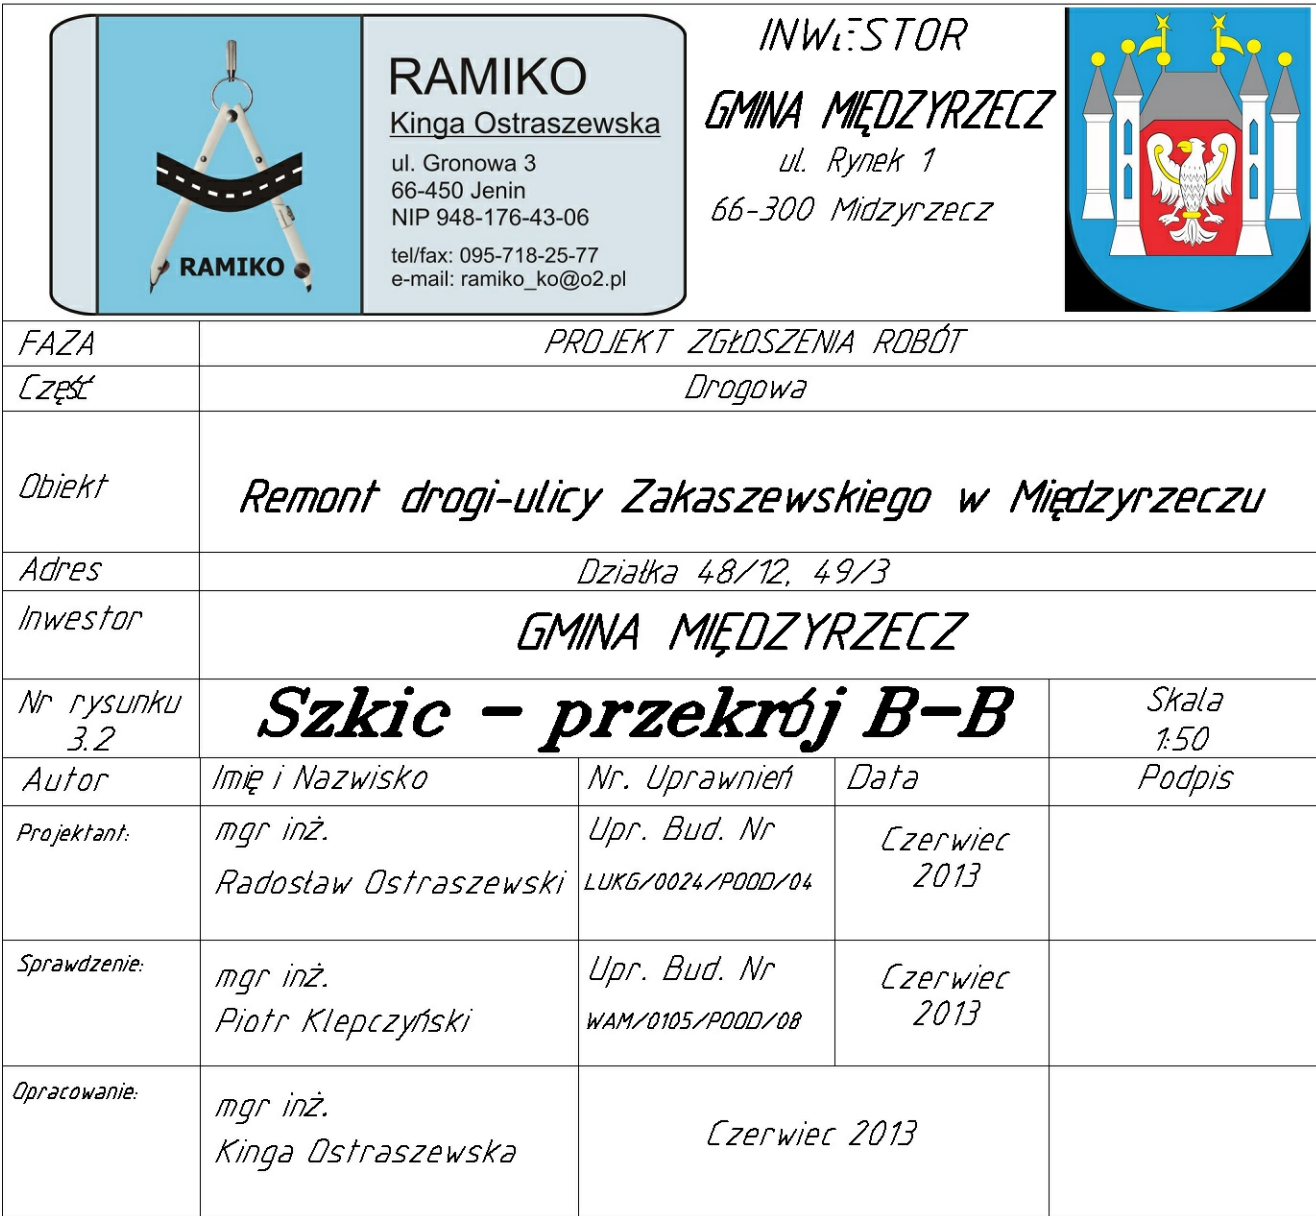 RAMIKO
RAMIKO
Kinga Ostraszewska
ul. Gronowa 3
66-450 Jenin
NIP 948-176-43-06
tel/fax: 095-718-25-77
e-mail: ramiko_ko@o2.pl
INWESTOR
GMINA MIĘDZYRZECZ
ul. Rynek 1
66-300 Midzyrzecz
FAZA PROJEKT ZGŁOSZENIA ROBÓT
Część Drogowa
Obiekt Remont drogi-ulicy Zakaszewskiego w Międzyrzeczu
Adres Działka 48/12, 49/3
Inwestor GMINA MIĘDZYRZECZ
Nr rysunku
3.2
Szkic - przekrój B-B
Skala
1:50
Autor Imię i Nazwisko Nr. Uprawnień Data Podpis
Projektant:
mgr inż.
Radosław Ostraszewski
Upr. Bud. Nr
LUKG/0024/POOD/04
Czerwiec
2013
Sprawdzenie:
mgr inż.
Piotr Klepczyński
Upr. Bud. Nr
WAM/0105/POOD/08
Czerwiec
2013
Opracowanie:
mgr inż.
Kinga Ostraszewska
Czerwiec 2013